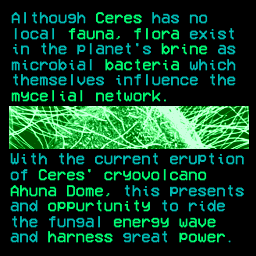 Although Ceres has no
local fauna, flora exist
in the planet's brine as
microbial bacteria which
themselves influence the
mycelial network.
With the current eruption
of Ceres' cryovolcano
Ahuna Dome, this presents
and oppurtunity to ride
the fungal energy wave
and harness great power.